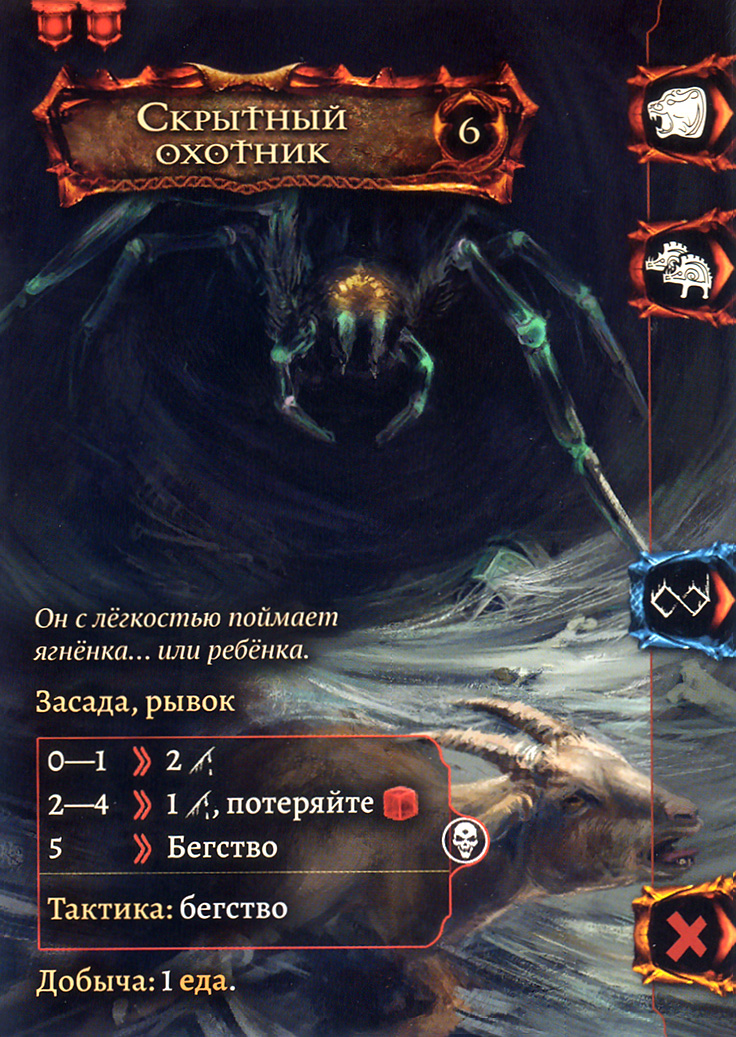 Скрытный
охотник
6
Он с лёгкостью поймает
ягнёнка... или ребёнка.
Засада, рывок
0—1 » 2
2—4 » 1 , потеряйте
5 » Бегство
Тактика: бегство
Добыча: 1 еда.